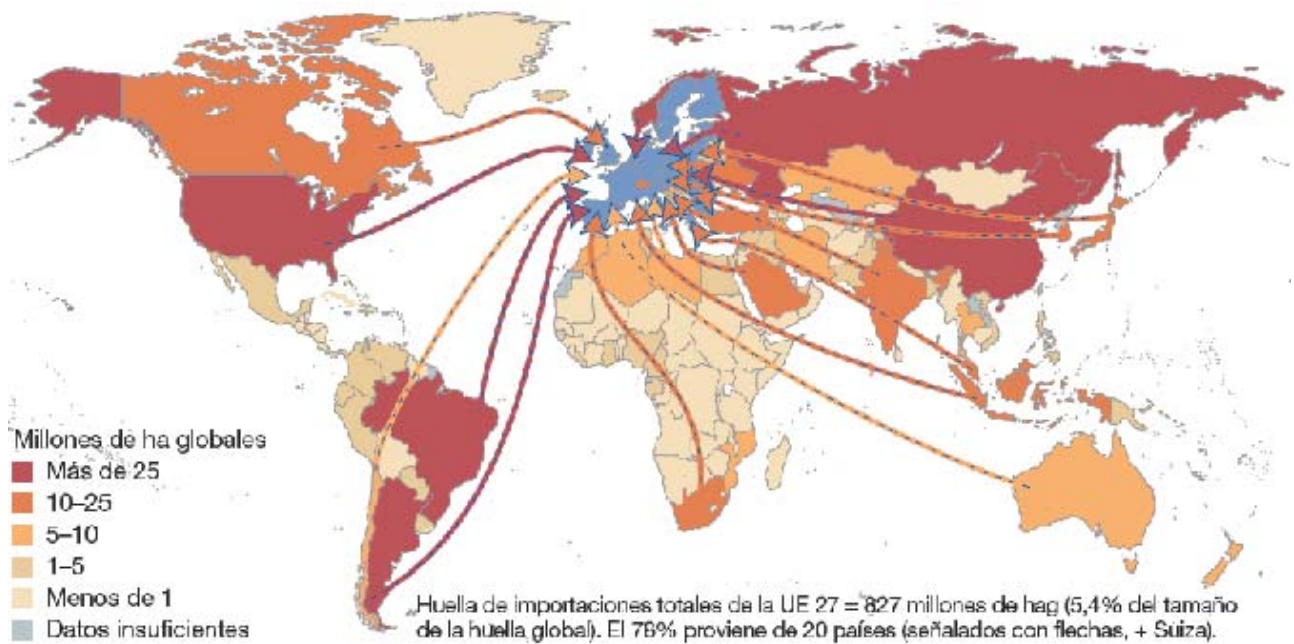 Millones de ha globales
Más de 25
10–25
5–10
1–5
Menos de 1
Datos insuficientes
Huella de importaciones totales de la UE 27 = 827 millones de hag (5,4% del tamaño
de la huella global). El 78% proviene de 20 países (señalados con flechas, + Suiza).